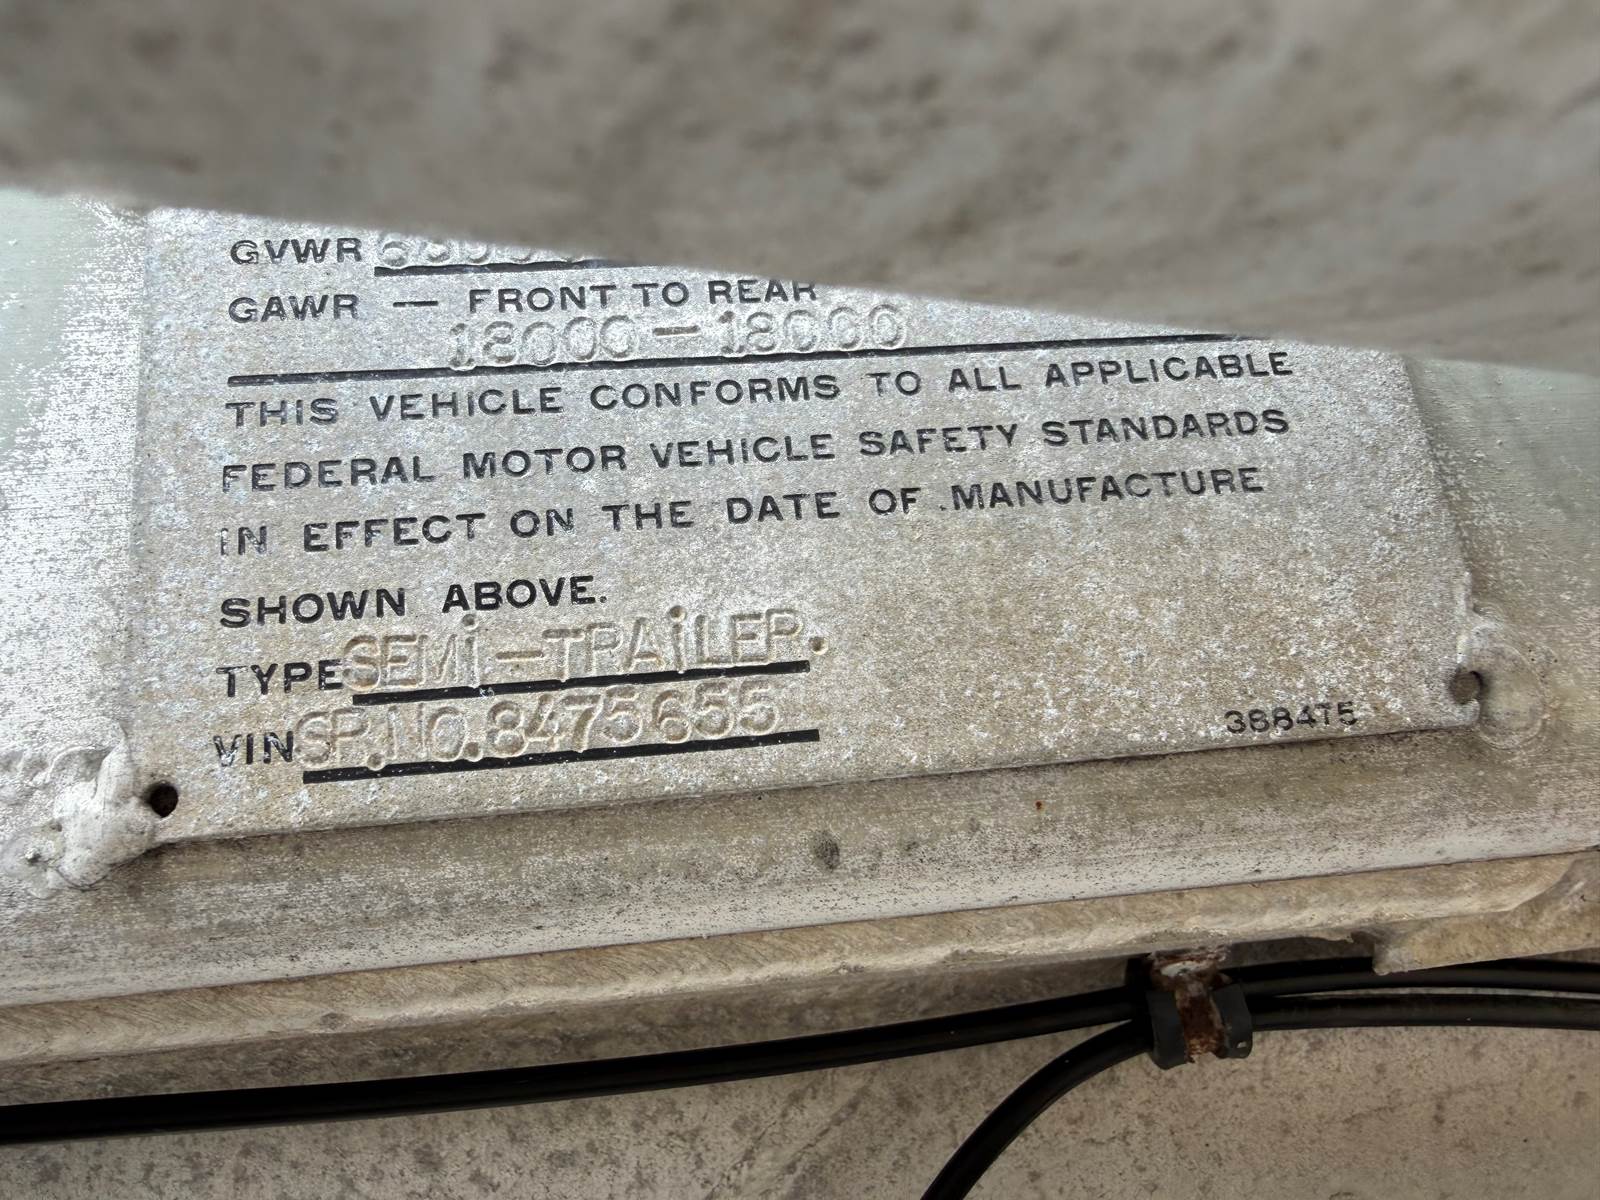 GVWR
GAWR — FRONT TO REAR
18000-18000
THIS VEHICLE CONFORMS TO ALL APPLICABLE
FEDERAL MOTOR VEHICLE SAFETY STANDARDS
IN EFFECT ON THE DATE OF MANUFACTURE
SHOWN ABOVE.
TYPE SEMi-TRAiLER.
VIN SP.NO.8475655
388475